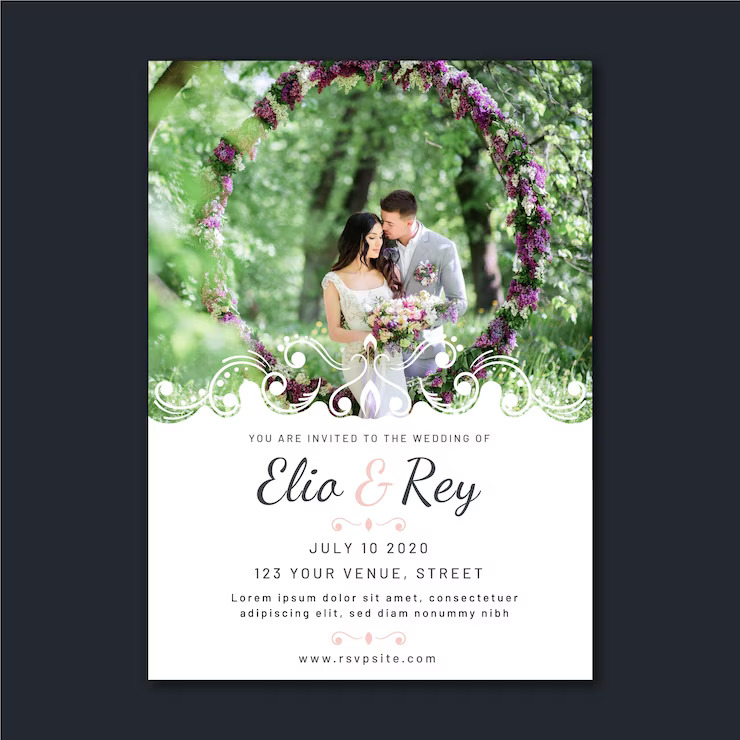 YOU ARE INVITED TO THE WEDDING OF
Elio & Rey
JULY 10 2020
123 YOUR VENUE, STREET
Lorem ipsum dolor sit amet, consectetuer
adipiscing elit, sed diam nonummy nibh
www.rsvpsite.com